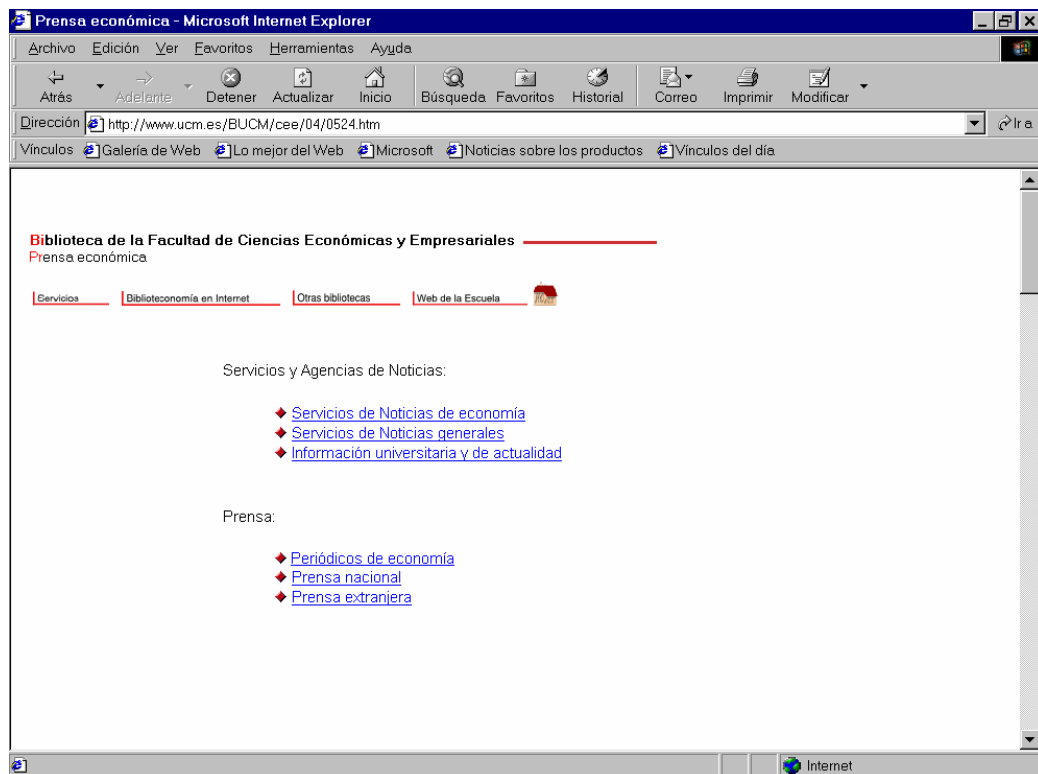 Prensa económica - Microsoft Internet Explorer
Archivo Edición Ver Favoritos Herramientas Ayuda
Atrás Adelante Detener Actualizar Inicio Búsqueda Favoritos Historial Correo Imprimir Modificar
Dirección http://www.ucm.es/BUCM/cee/04/0524.htm Ir a
Vínculos Galería de Web Lo mejor del Web Microsoft Noticias sobre los productos Vínculos del día
Biblioteca de la Facultad de Ciencias Económicas y Empresariales
Prensa económica
Servicios Biblioteconomía en Internet Otras bibliotecas Web de la Escuela
Servicios y Agencias de Noticias:
Servicios de Noticias de economía
Servicios de Noticias generales
Información universitaria y de actualidad
Prensa:
Periódicos de economía
Prensa nacional
Prensa extranjera
Internet